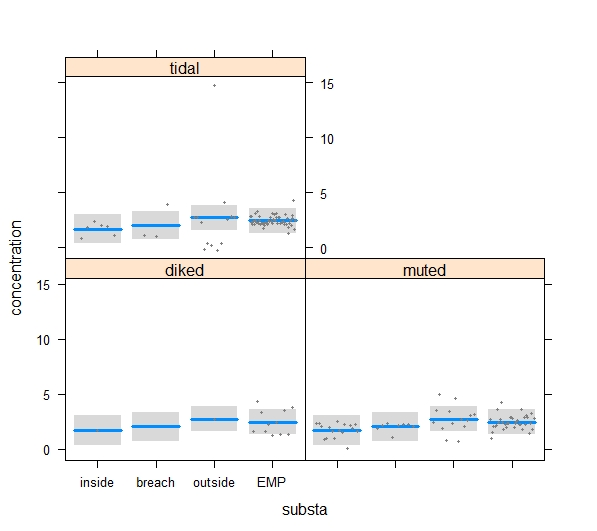 tidal
15
10
5
0
diked
muted
15
10
5
0
inside
breach
outside
EMP
concentration
substa